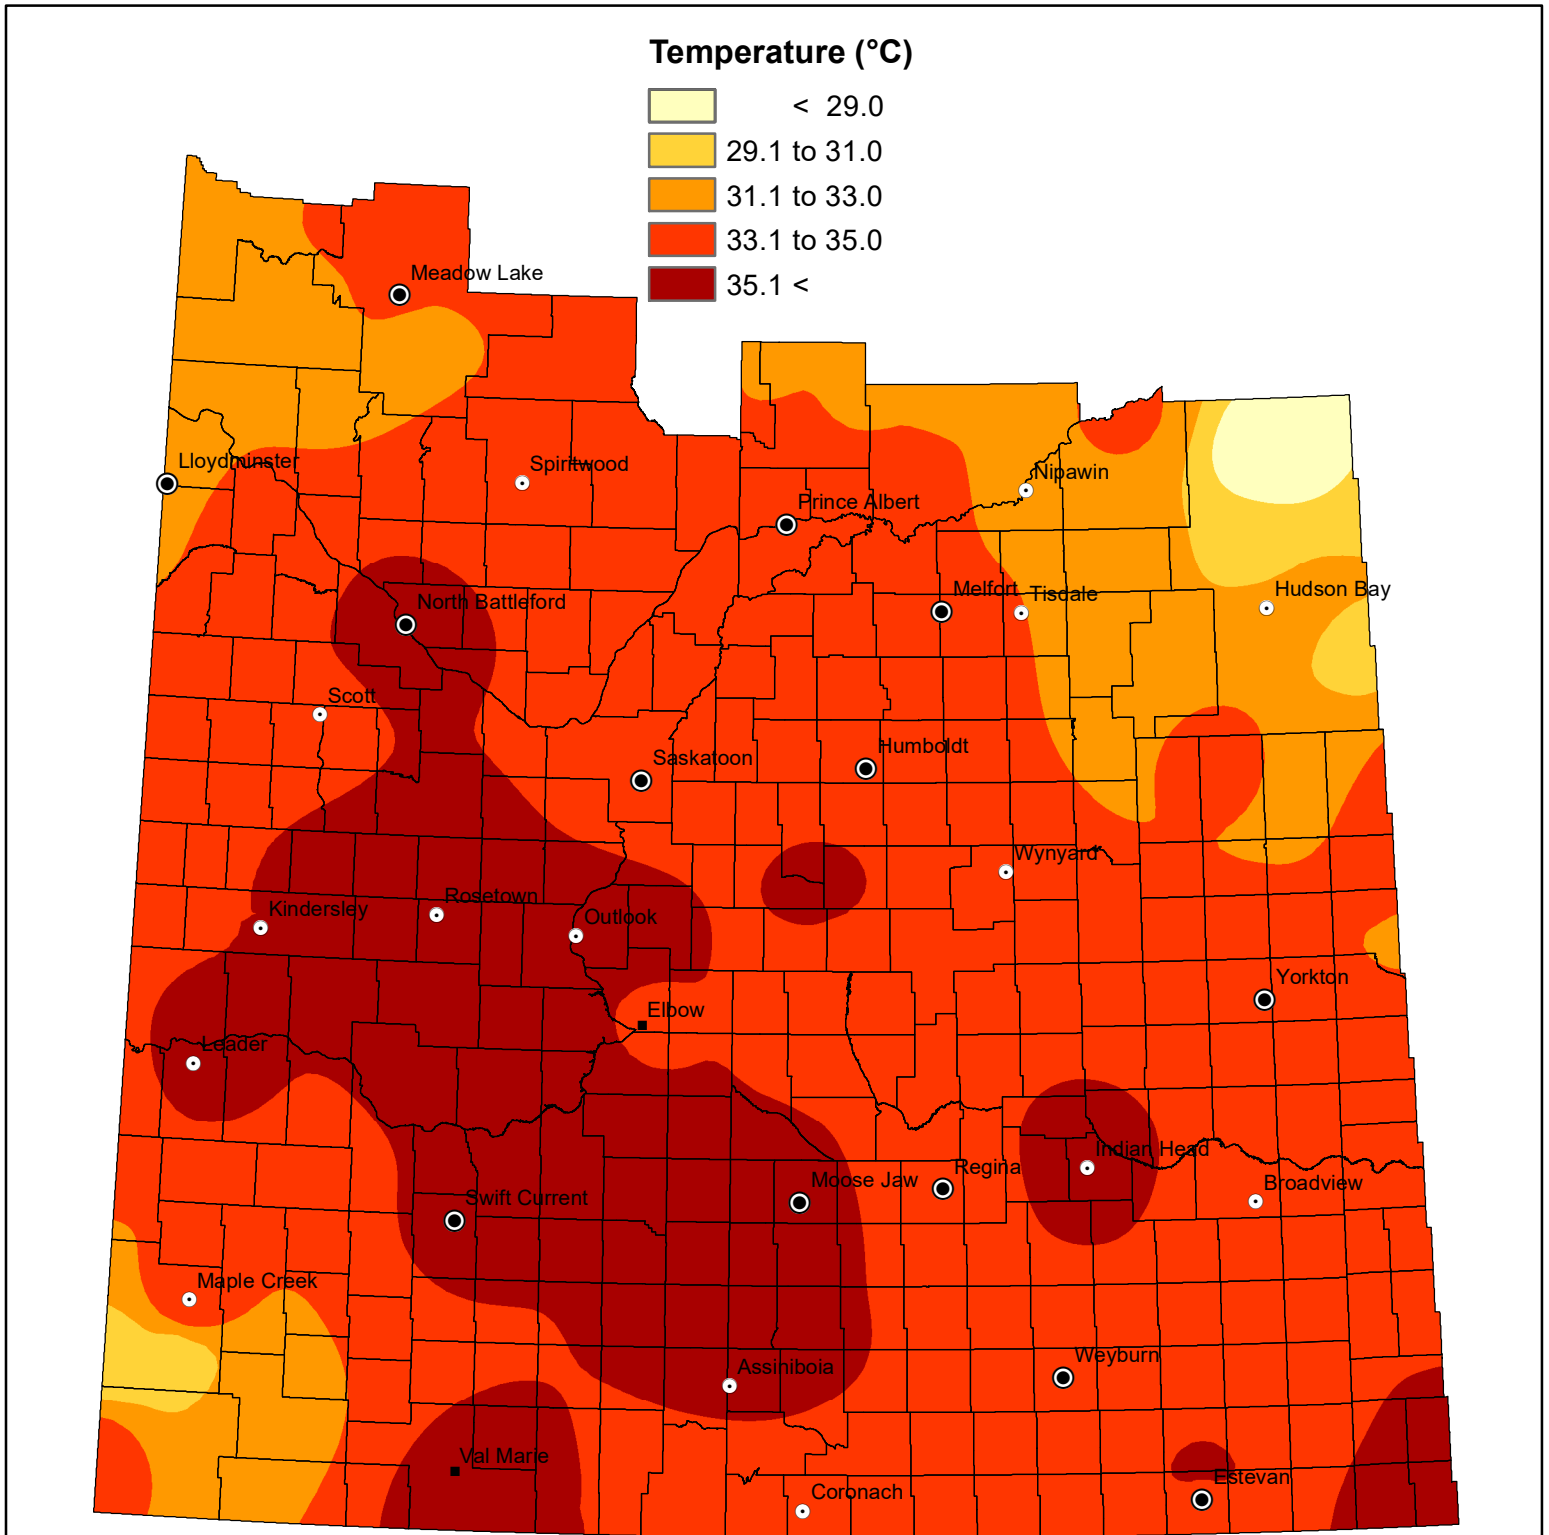 Temperature (°C)
< 29.0
29.1 to 31.0
31.1 to 33.0
33.1 to 35.0
35.1 <
Meadow Lake
Lloydminster
Spiritwood
Nipawin
Prince Albert
Hudson Bay
Melfort
Tisdale
North Battleford
Scott
Saskatoon
Humboldt
Wynyard
Rosetown
Kindersley
Outlook
Yorkton
Elbow
Leader
Indian Head
Regina
Moose Jaw
Broadview
Swift Current
Maple Creek
Weyburn
Assiniboia
Val Marie
Estevan
Coronach